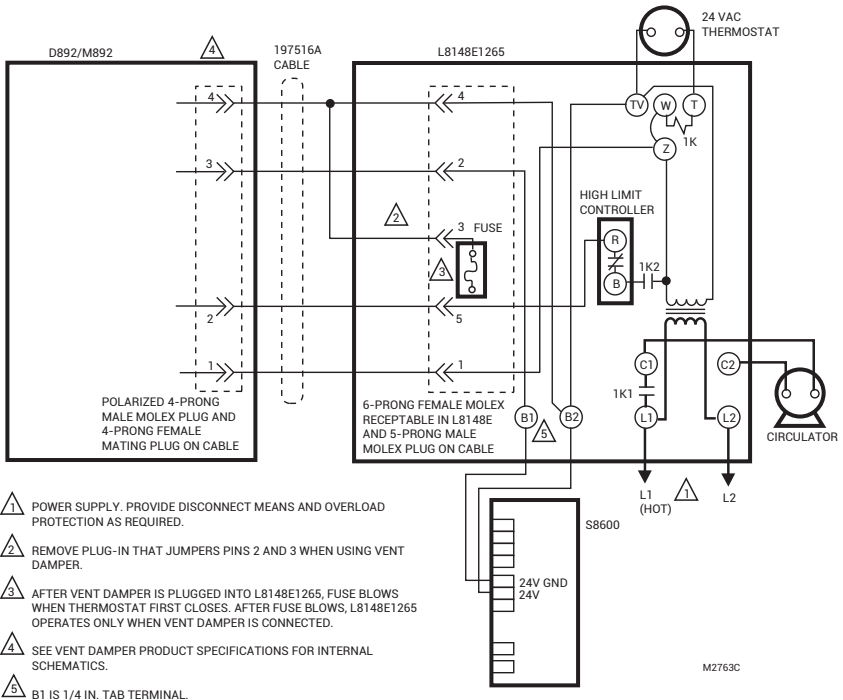 D892/M892
4
197516A
CABLE
L8148E1265
24 VAC
THERMOSTAT
4
4
TV
W
T
1K
Z
3
2
2
3 FUSE
3
HIGH LIMIT
CONTROLLER
R
B
1K2
2
5
1
1
C1
C2
1K1
L1
L2
CIRCULATOR
POLARIZED 4-PRONG
MALE MOLEX PLUG AND
4-PRONG FEMALE
MATING PLUG ON CABLE
6-PRONG FEMALE MOLEX
RECEPTABLE IN L8148E
AND 5-PRONG MALE
MOLEX PLUG ON CABLE
B1
5
B2
L1
(HOT)
1
L2
S8600
24V GND
24V
1 POWER SUPPLY. PROVIDE DISCONNECT MEANS AND OVERLOAD
PROTECTION AS REQUIRED.
2 REMOVE PLUG-IN THAT JUMPERS PINS 2 AND 3 WHEN USING VENT
DAMPER.
3 AFTER VENT DAMPER IS PLUGGED INTO L8148E1265, FUSE BLOWS
WHEN THERMOSTAT FIRST CLOSES. AFTER FUSE BLOWS, L8148E1265
OPERATES ONLY WHEN VENT DAMPER IS CONNECTED.
4 SEE VENT DAMPER PRODUCT SPECIFICATIONS FOR INTERNAL
SCHEMATICS.
5 B1 IS 1/4 IN. TAB TERMINAL.
M2763C